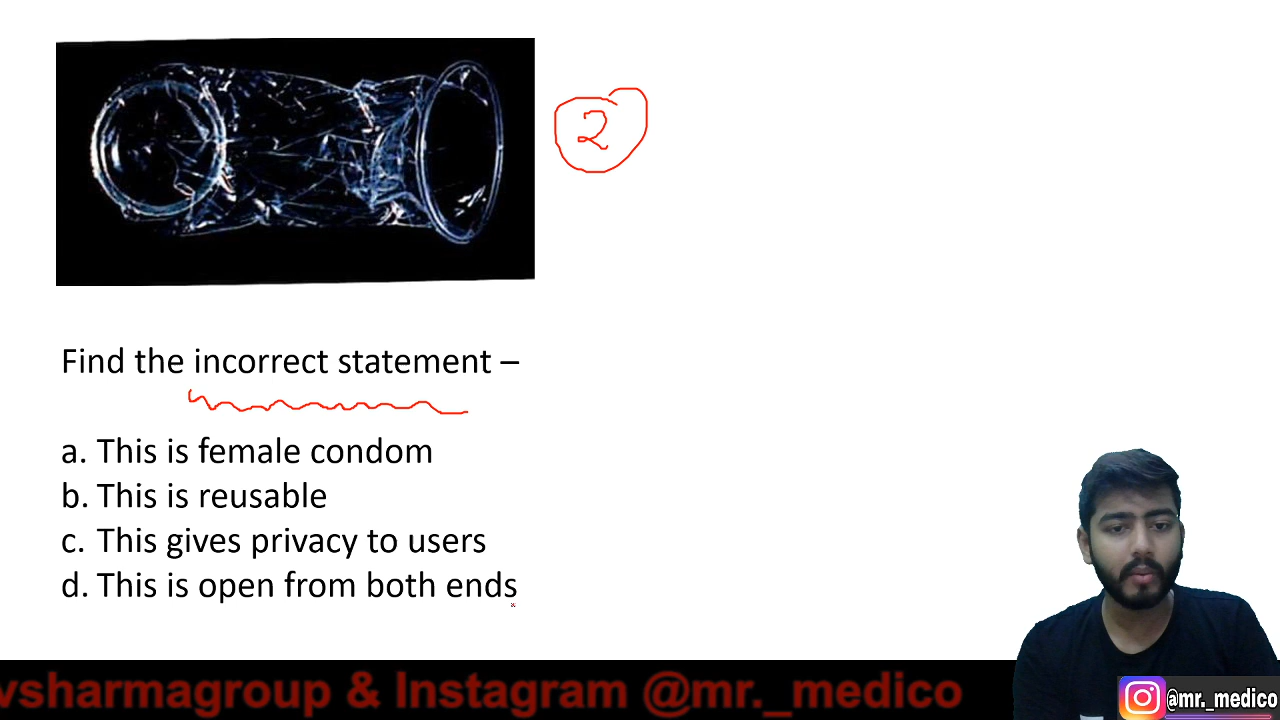 2
Find the incorrect statement –
a. This is female condom
b. This is reusable
c. This gives privacy to users
d. This is open from both ends
vsharmagroup & Instagran @mr._medico
@mr._medico